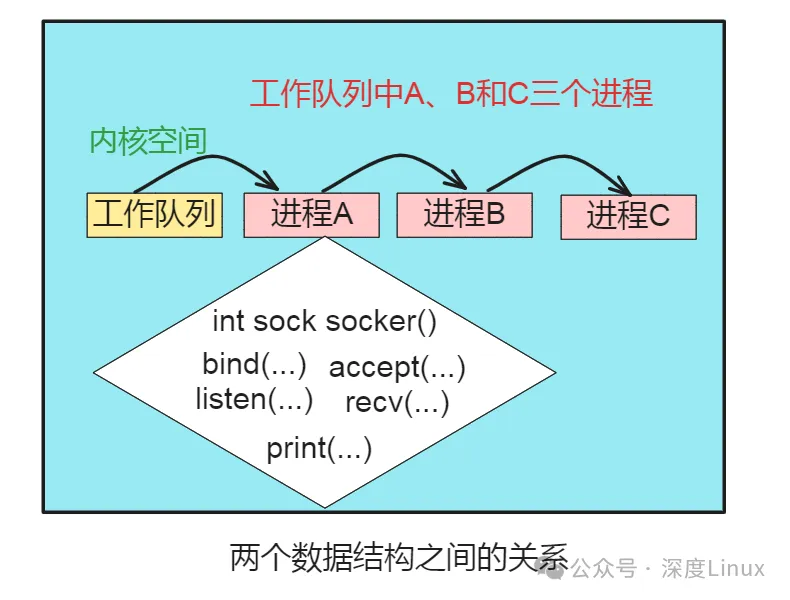 工作队列中A、B和C三个进程
内核空间
工作队列 进程A 进程B 进程C
int sock socker()
bind(...) accept(...)
listen(...) recv(...)
print(...)
两个数据结构之间的关系
公众号 · 深度Linux